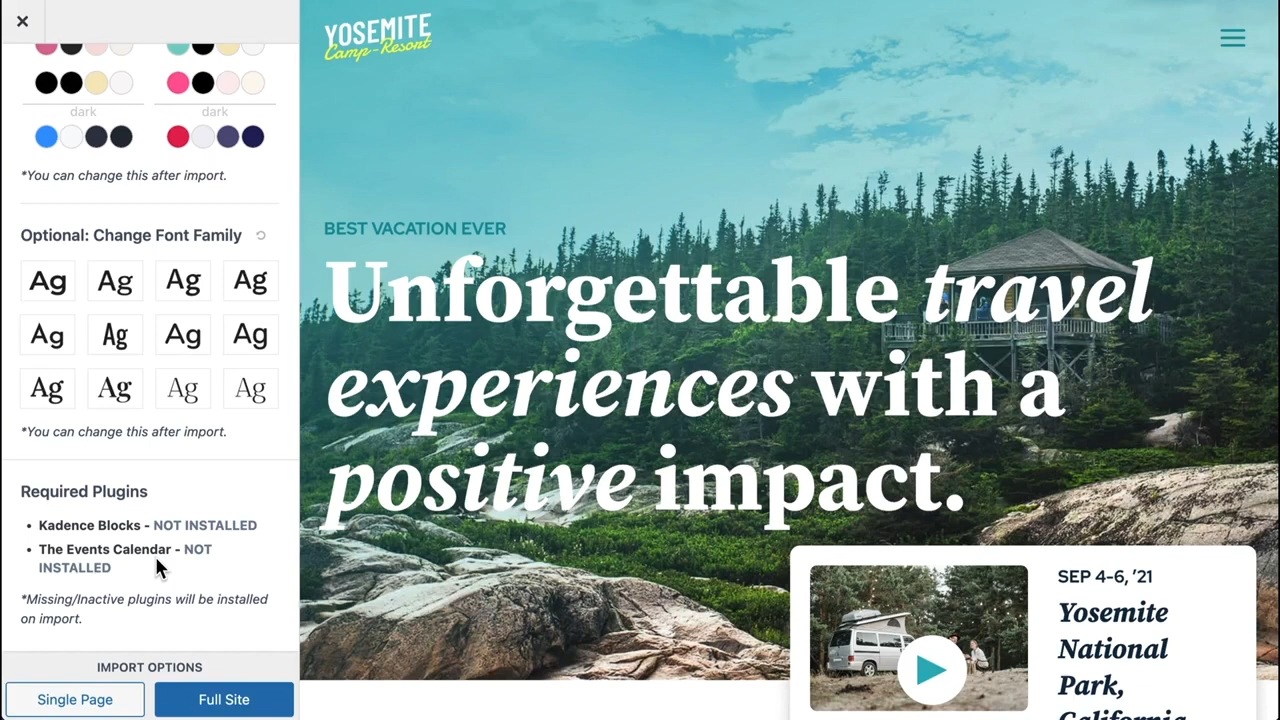 dark
dark
*You can change this after import.
Optional: Change Font Family
Ag Ag Ag Ag
Ag Ag Ag Ag
Ag Ag Ag Ag
*You can change this after import.
Required Plugins
• Kadence Blocks - NOT INSTALLED
• The Events Calendar - NOT
INSTALLED
*Missing/Inactive plugins will be installed
on import.
IMPORT OPTIONS
Single Page
Full Site
YOSEMITE
Camp-Resort
BEST VACATION EVER
Unforgettable travel
experiences with a
positive impact.
SEP 4-6, '21
Yosemite
National
Park,
California